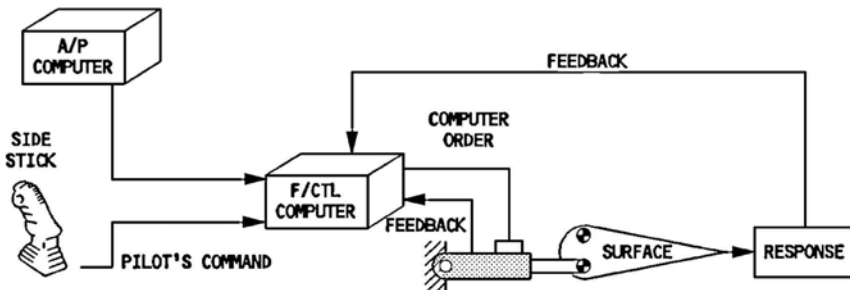 A/P
COMPUTER
FEEDBACK
COMPUTER
ORDER
SIDE
STICK
F/CTL
COMPUTER
FEEDBACK
PILOT'S COMMAND
SURFACE
RESPONSE